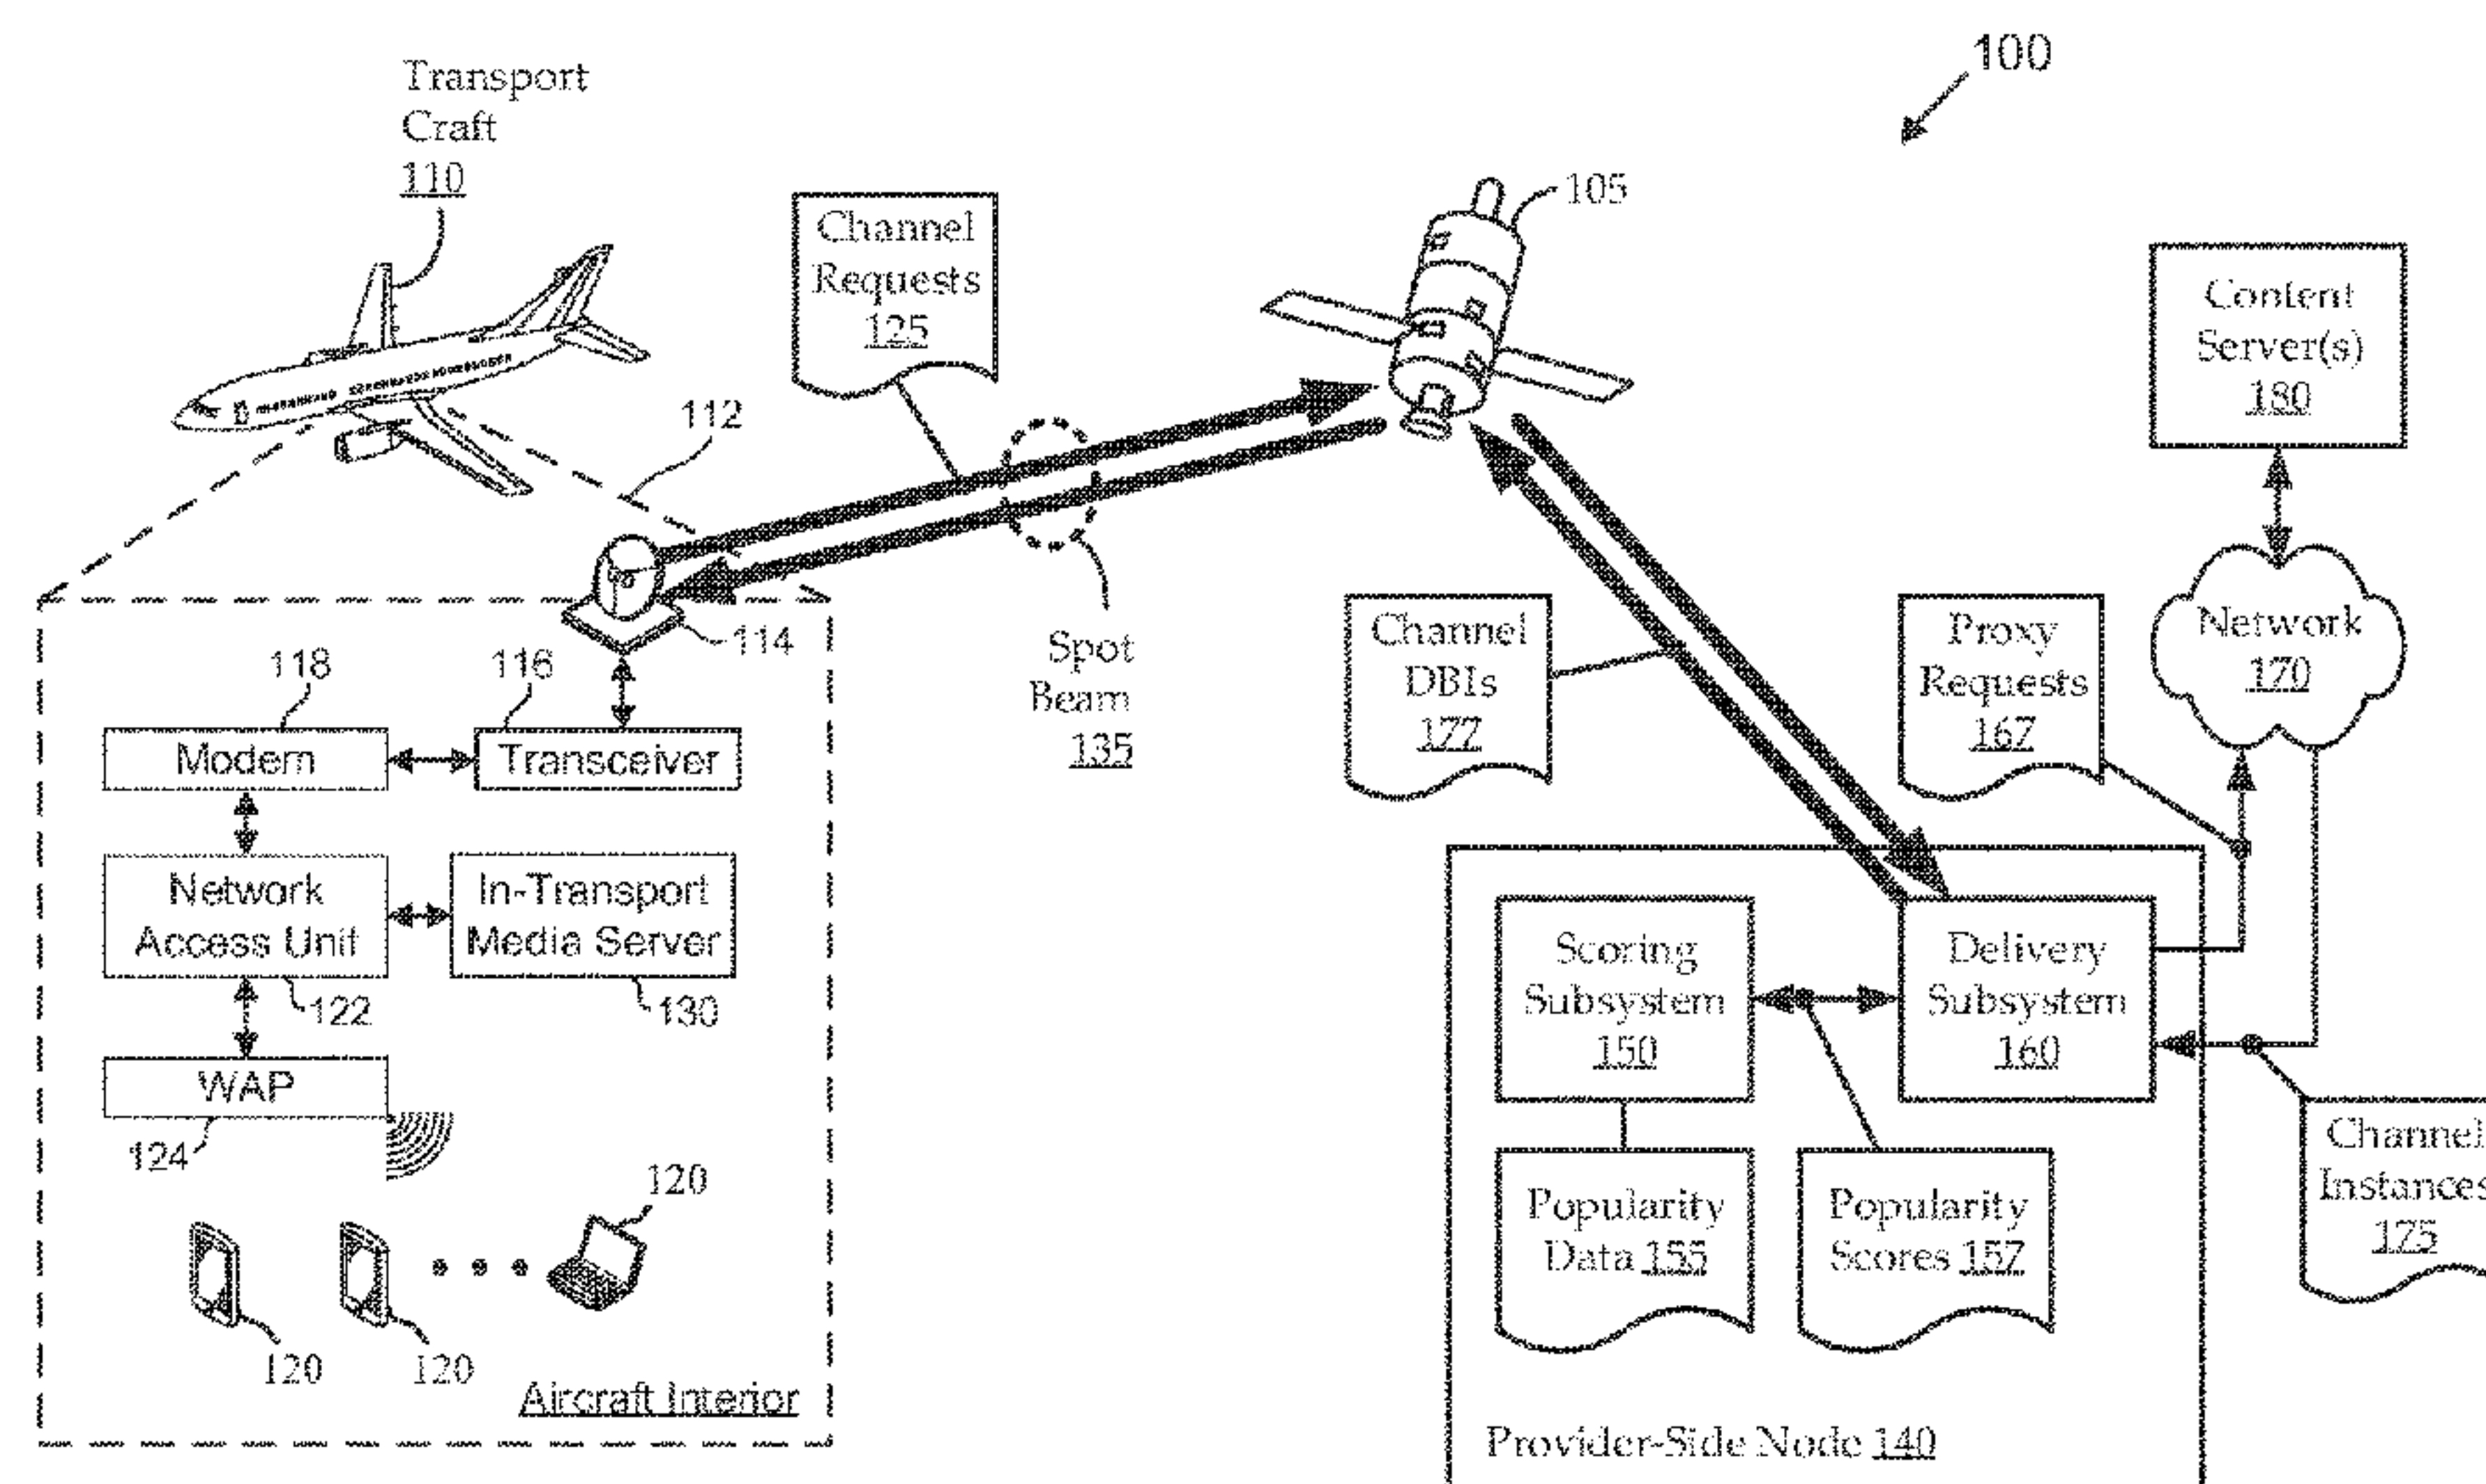 100
Transport
Craft
110
Channel
Requests
125
105
Content
Server(s)
180
112
Network
170
Channel
DBIs
177
Proxy
Requests
167
114
Spot
Beam
135
118
116
Modem
Transceiver
Network
Access Unit
122
In-Transport
Media Server
130
WAP
124
120
120
120
Aircraft Interior
Scoring
Subsystem
150
Delivery
Subsystem
160
Popularity
Data 155
Popularity
Scores 157
Channel
Instances
175
Provider-Side Node 140